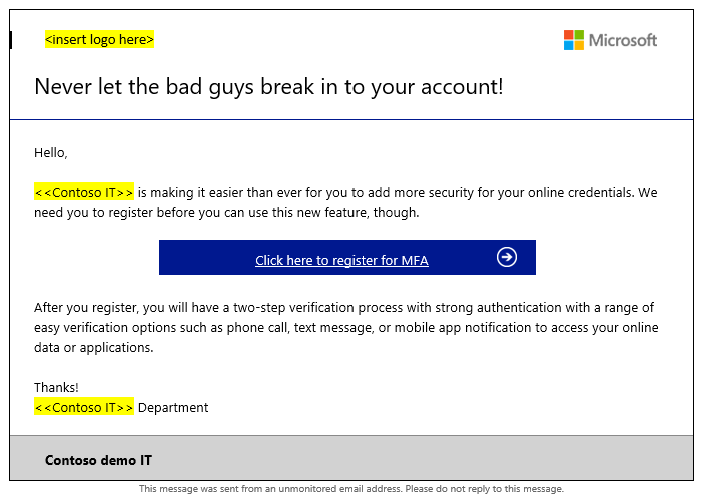 <insert logo here>
Microsoft
Never let the bad guys break in to your account!
Hello,
<<Contoso IT>> is making it easier than ever for you to add more security for your online credentials. We
need you to register before you can use this new feature, though.
Click here to register for MFA
After you register, you will have a two-step verification process with strong authentication with a range of
easy verification options such as phone call, text message, or mobile app notification to access your online
data or applications.
Thanks!
<<Contoso IT>> Department
Contoso demo IT
This message was sent from an unmonitored email address. Please do not reply to this message.